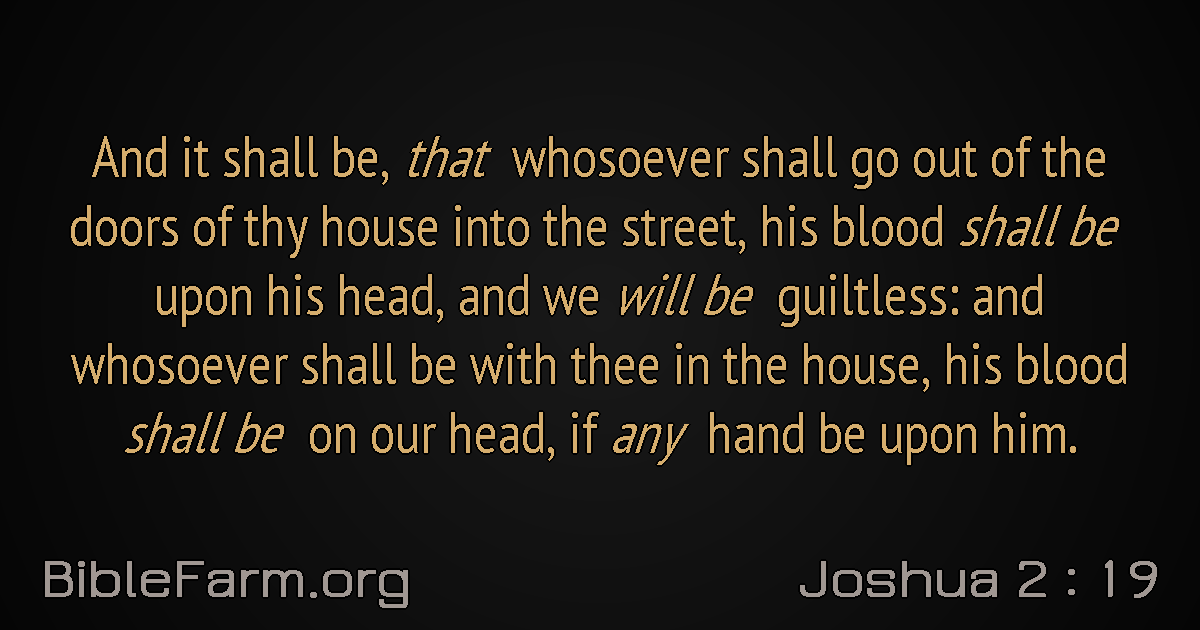 And it shall be, that whosoever shall go out of the
doors of thy house into the street, his blood shall be
upon his head, and we will be guiltless: and
whosoever shall be with thee in the house, his blood
shall be on our head, if any hand be upon him.
BibleFarm.org
Joshua 2 : 19